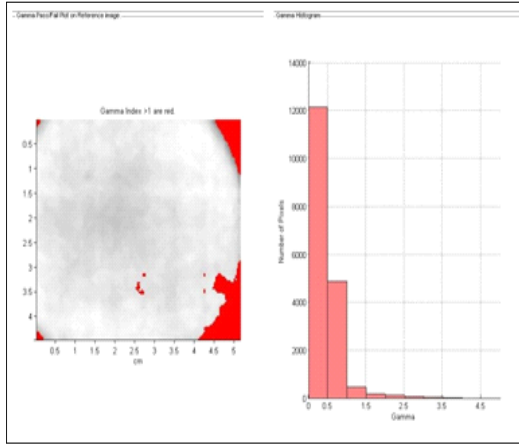 Gamma Pass/Fail Plot on Reference image
Gamma Index >1 are red.
0.5
1
1.5
2
2.5
3
3.5
4
0.5 1 1.5 2 2.5 3 3.5 4 4.5 5
cm
Gamma Histogram
14000
12000
10000
8000
6000
4000
2000
0
Number of Pixels
0 0.5 1.5 2.5 3.5 4.5
Gamma